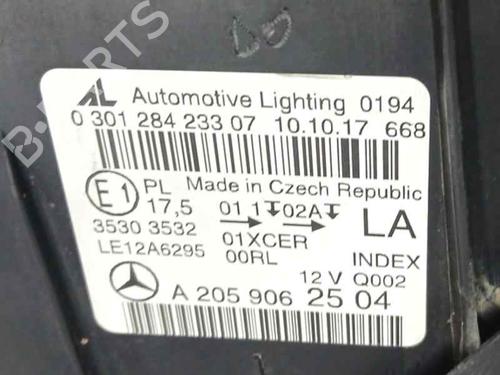 B-PARTS
AL Automotive Lighting 0194
0 301 284 233 07 10.10.17 668
E1 PL Made in Czech Republic
17,5 01 1 02A LA
3530 3532 01XCER
LE12A6295 00RL INDEX
12 V Q002
A 205 906 25 04